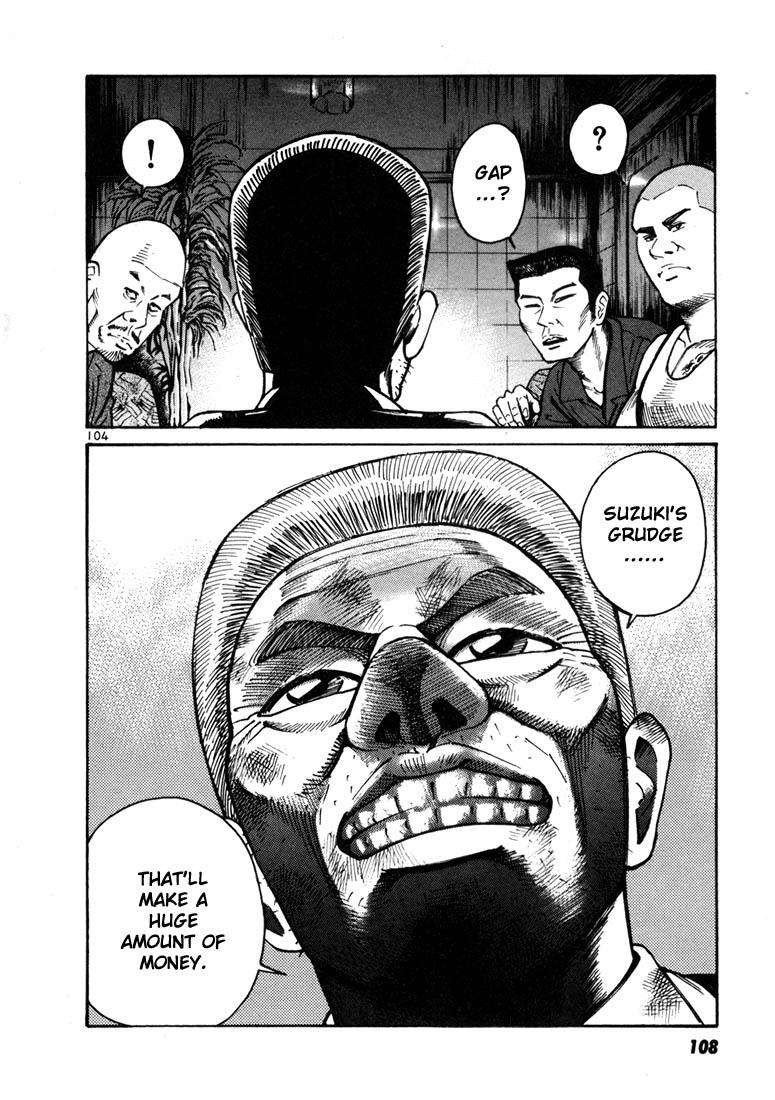 ?
GAP
...?
!
104
SUZUKI'S
GRUDGE
......
THAT'LL
MAKE A
HUGE
AMOUNT OF
MONEY.
108